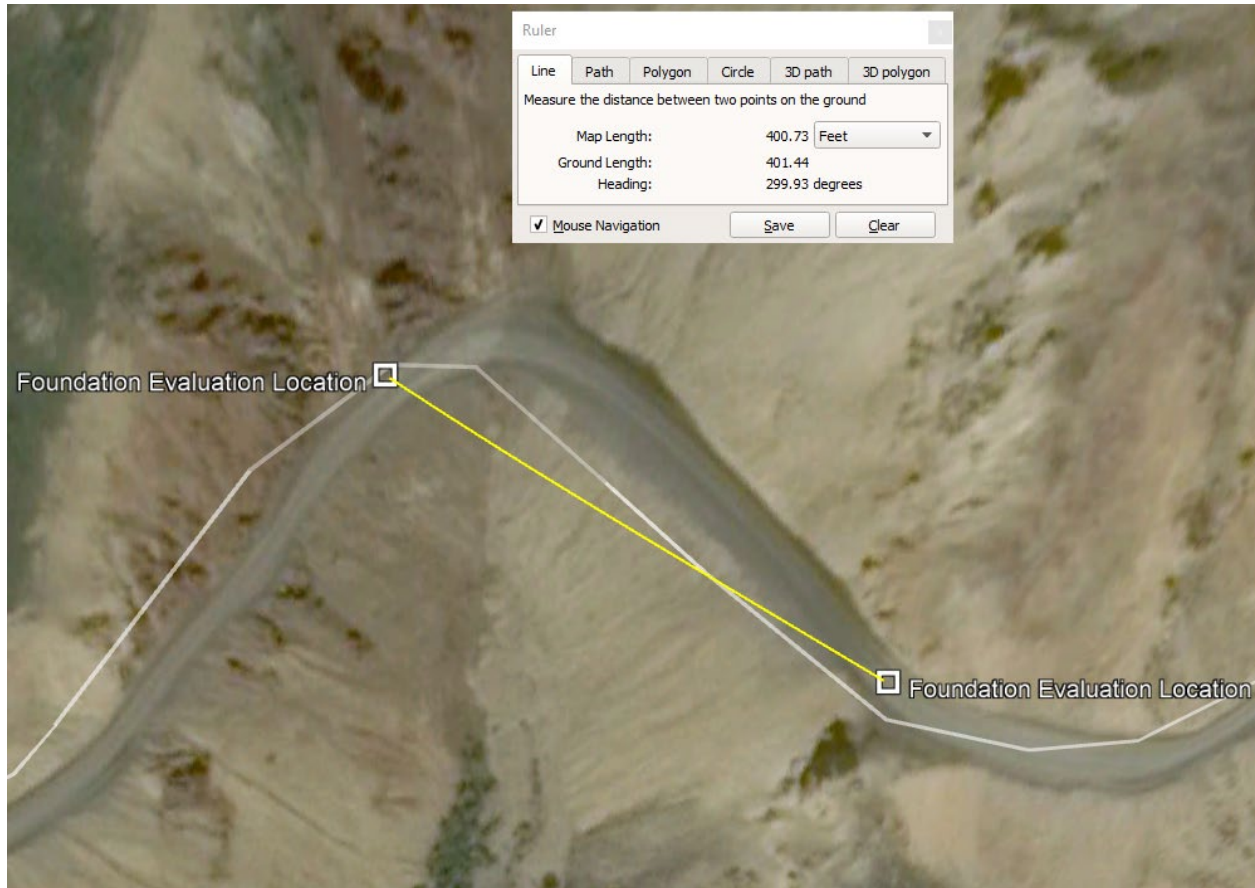 Ruler
Line Path Polygon Circle 3D path 3D polygon
Measure the distance between two points on the ground
Map Length: 400.73 Feet
Ground Length: 401.44
Heading: 299.93 degrees
Mouse Navigation Save Clear
Foundation Evaluation Location
Foundation Evaluation Location